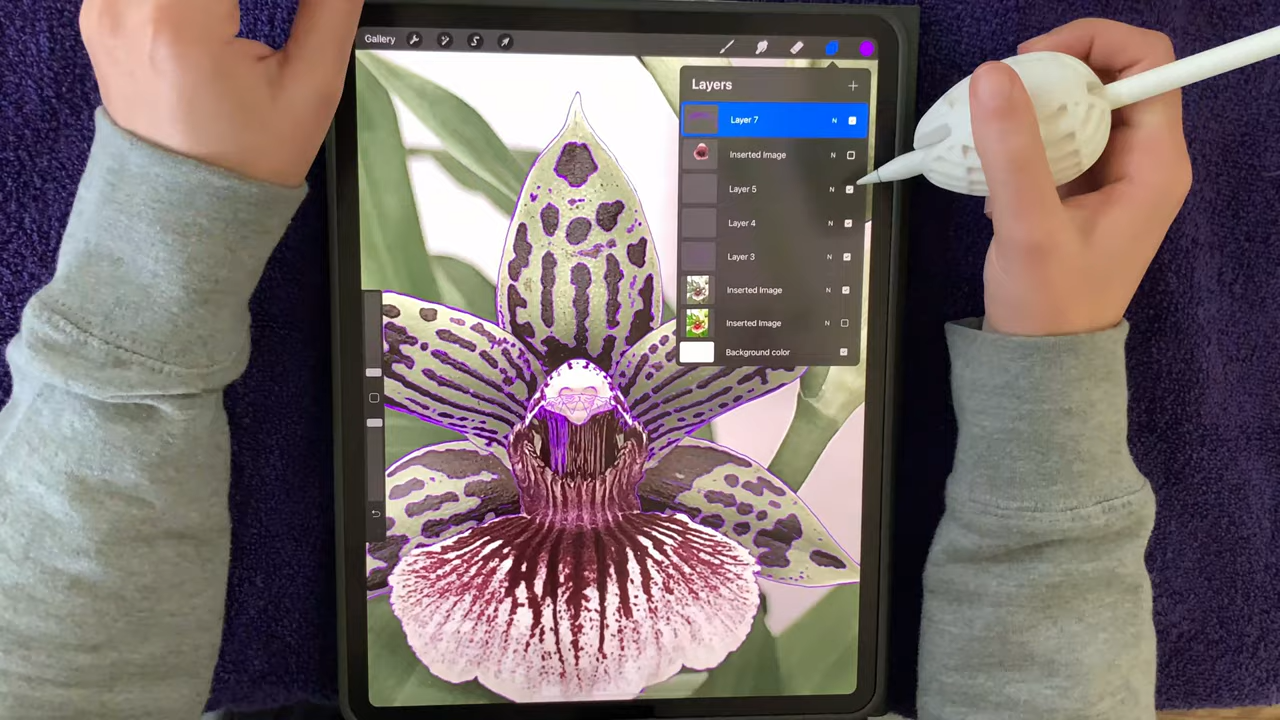 Gallery
Layers
Layer 7 N
Inserted Image N
Layer 5 N
Layer 4 N
Layer 3 N
Inserted Image N
Inserted Image N
Background color